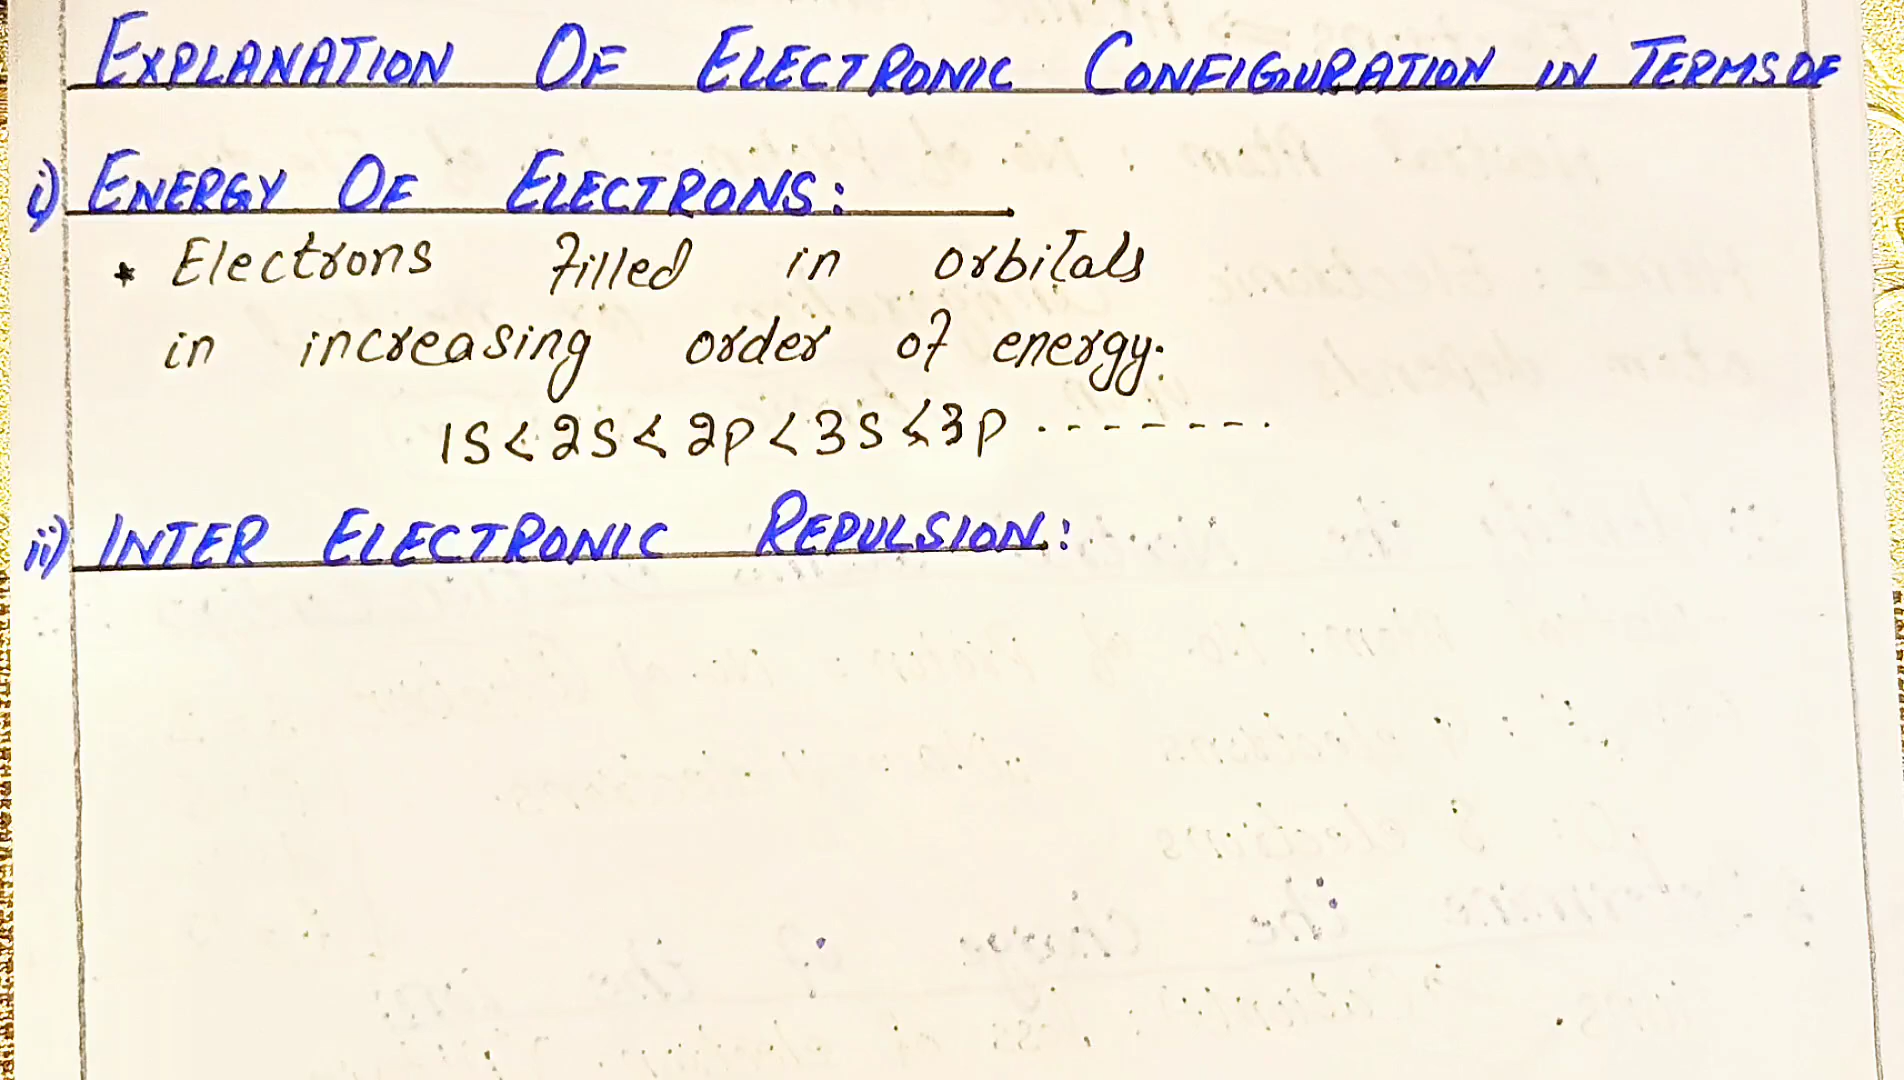 EXPLANATION OF ELECTRONIC CONFIGURATION IN TERMS OF
i) ENERGY OF ELECTRONS:
* Electrons filled in orbitals
in increasing order of energy:
1S < 2S < 2P < 3S < 3P -------.
ii) INTER ELECTRONIC REPULSION: